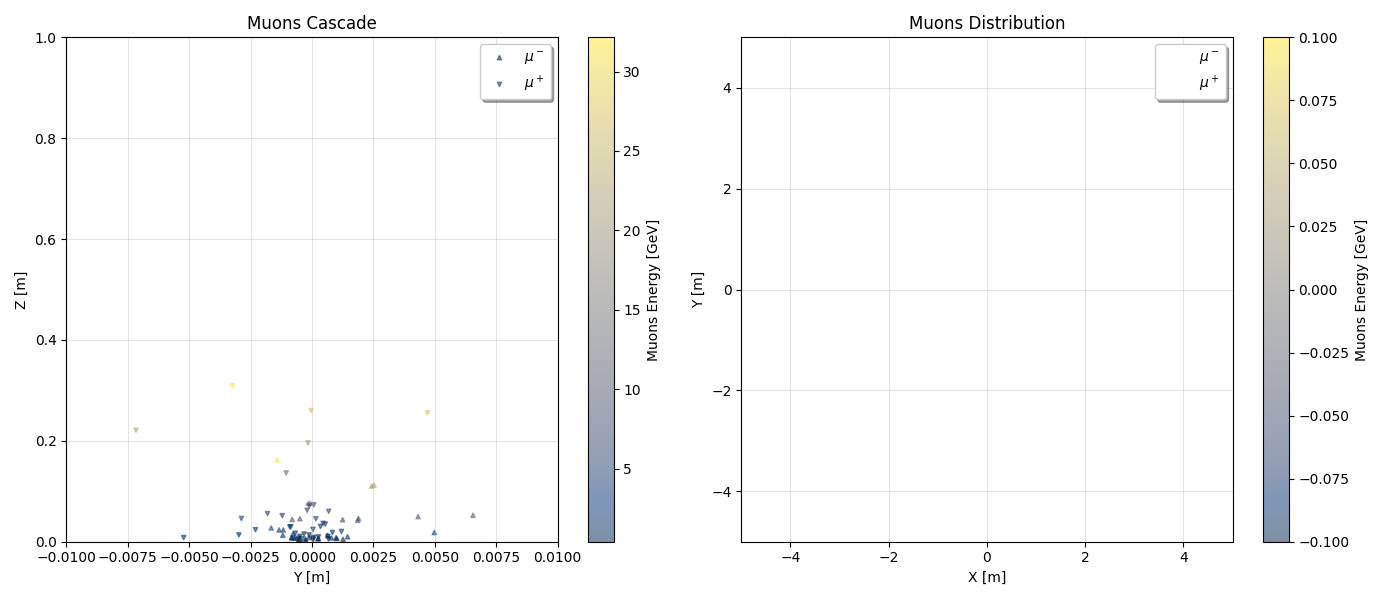 Muons Cascade
μ⁻
μ⁺
1.0
0.8
0.6
0.4
0.2
0.0
Z [m]
−0.0100 −0.0075 −0.0050 −0.0025 0.0000 0.0025 0.0050 0.0075 0.0100
Y [m]
30
25
20
15
10
5
Muons Energy [GeV]
Muons Distribution
μ⁻
μ⁺
4
2
0
−2
−4
Y [m]
−4 −2 0 2 4
X [m]
0.100
0.075
0.050
0.025
0.000
−0.025
−0.050
−0.075
−0.100
Muons Energy [GeV]